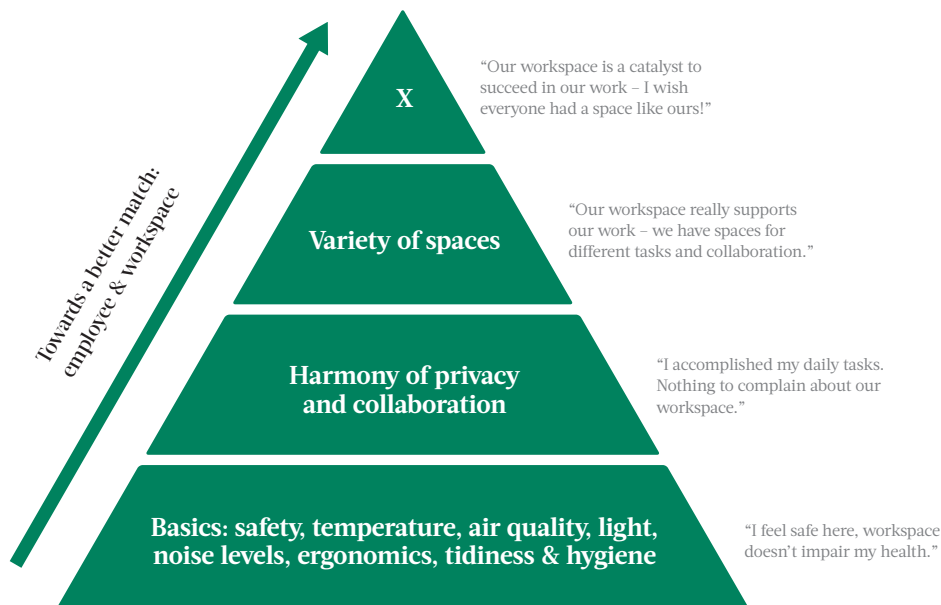 X
“Our workspace is a catalyst to
succeed in our work – I wish
everyone had a space like ours!”
Towards a better match:
employee & workspace
Variety of spaces
“Our workspace really supports
our work – we have spaces for
different tasks and collaboration.”
Harmony of privacy
and collaboration
“I accomplished my daily tasks.
Nothing to complain about our
workspace.”
Basics: safety, temperature, air quality, light,
noise levels, ergonomics, tidiness & hygiene
“I feel safe here, workspace
doesn’t impair my health.”